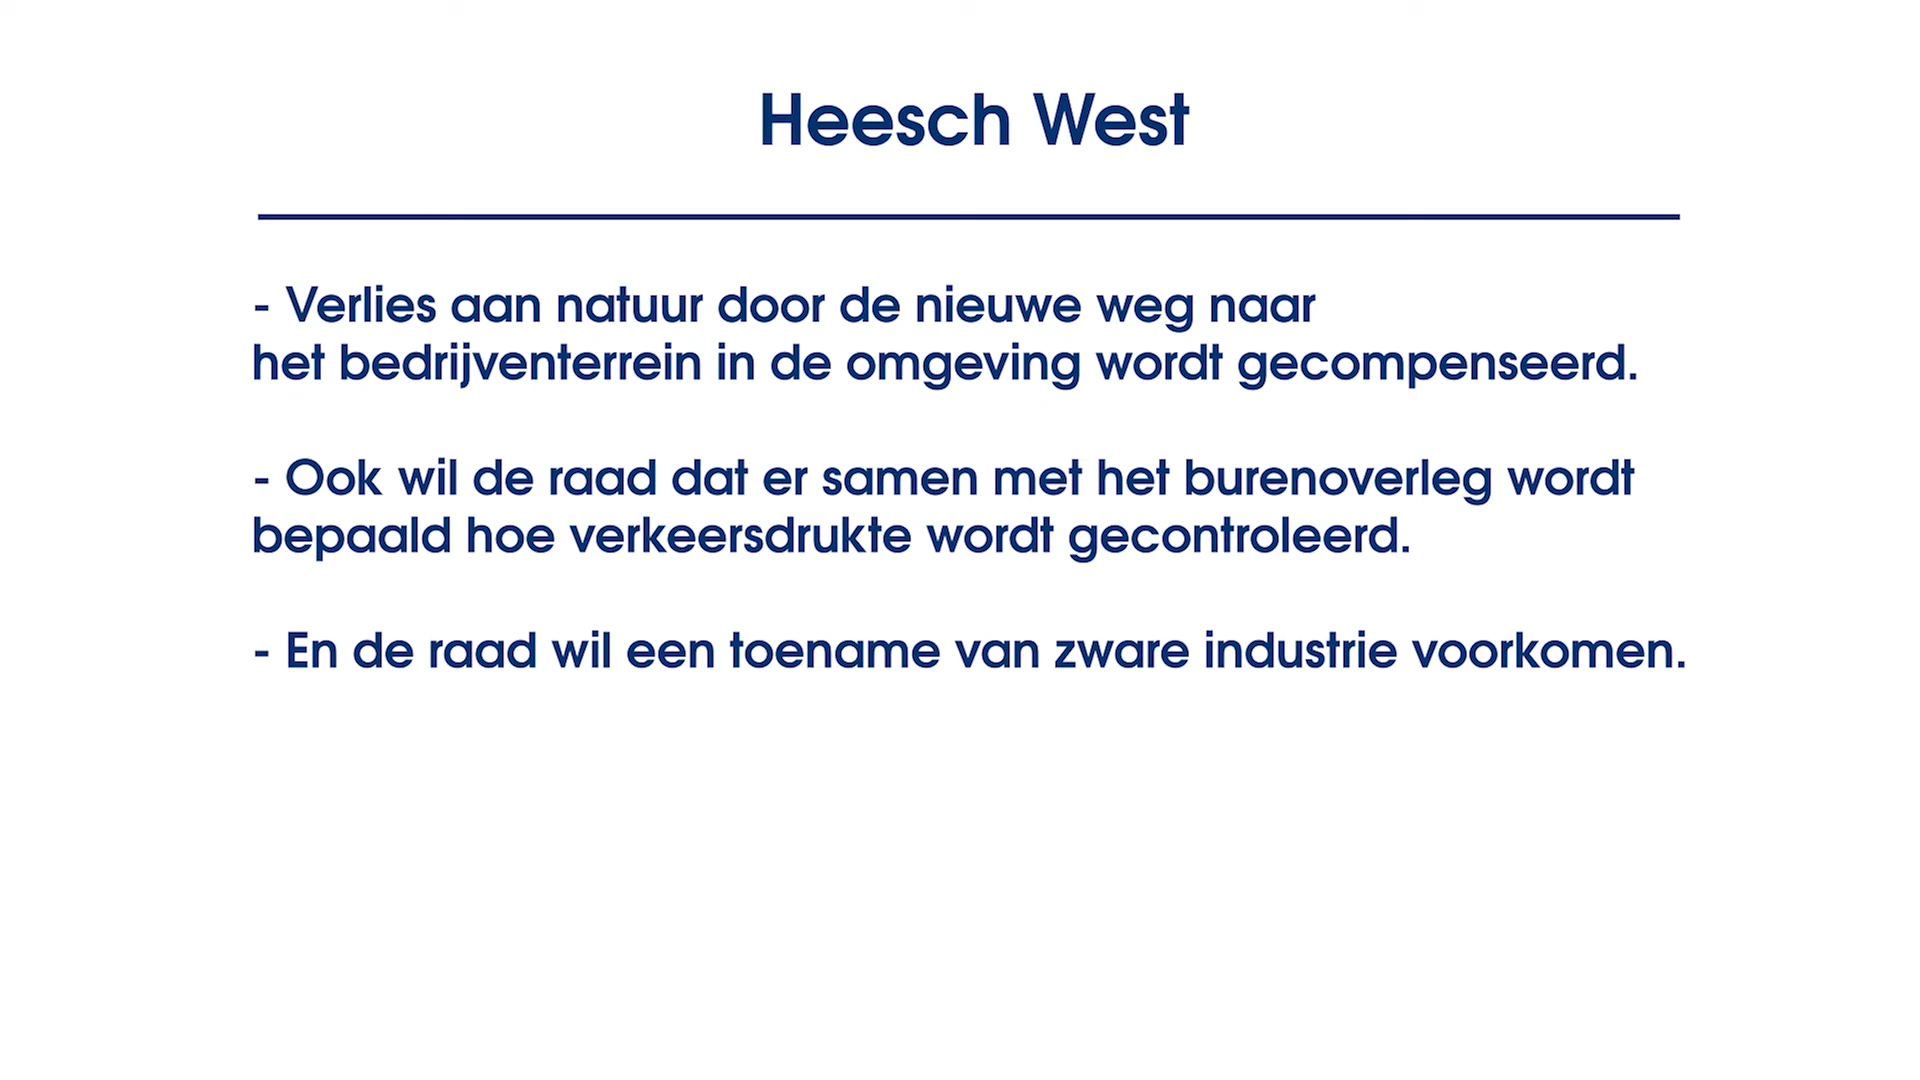 Heesch West
- Verlies aan natuur door de nieuwe weg naar
het bedrijventerrein in de omgeving wordt gecompenseerd.
- Ook wil de raad dat er samen met het burenoverleg wordt
bepaald hoe verkeersdrukte wordt gecontroleerd.
- En de raad wil een toename van zware industrie voorkomen.